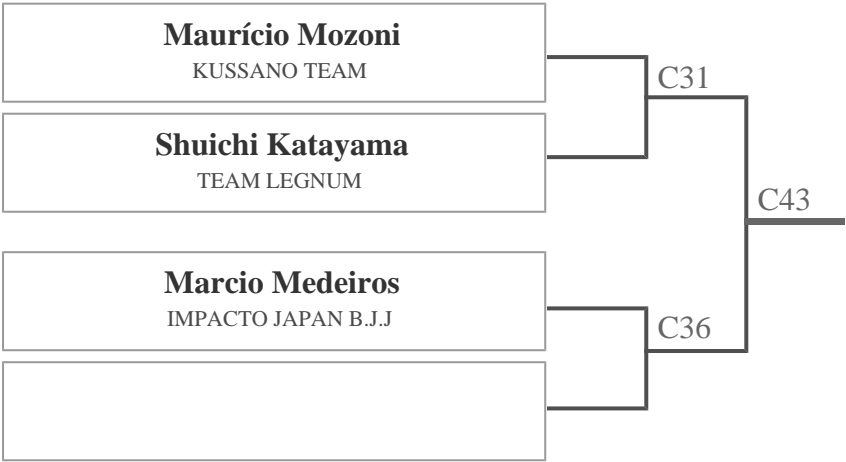 Maurício Mozoni
KUSSANO TEAM
C31
Shuichi Katayama
TEAM LEGNUM
C43
Marcio Medeiros
IMPACTO JAPAN B.J.J
C36